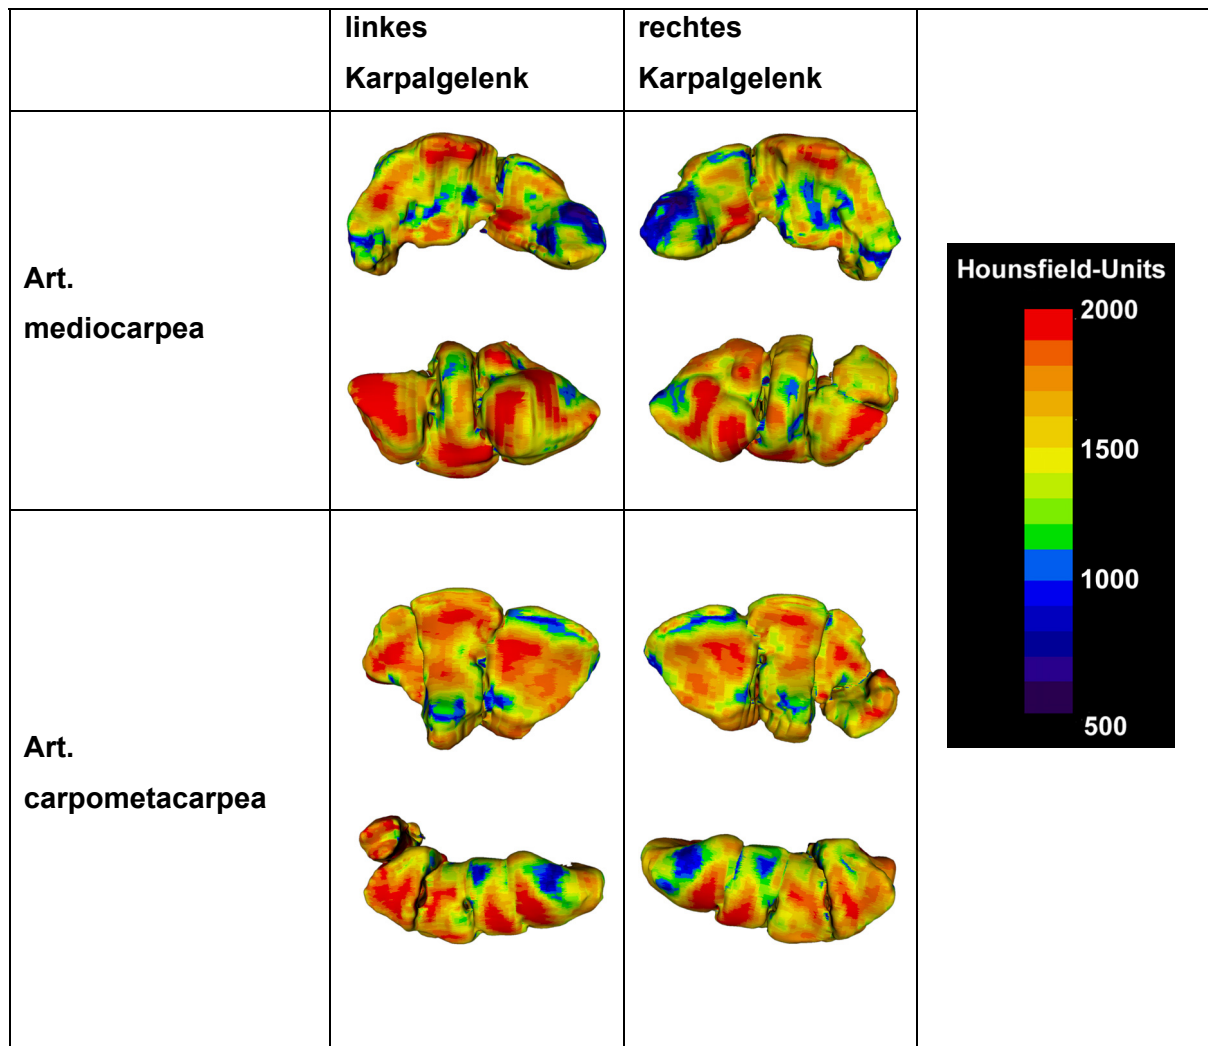 linkes
Karpalgelenk
rechtes
Karpalgelenk
Art.
mediocarpea
Art.
carpometacarpea
Hounsfield-Units
2000
1500
1000
500